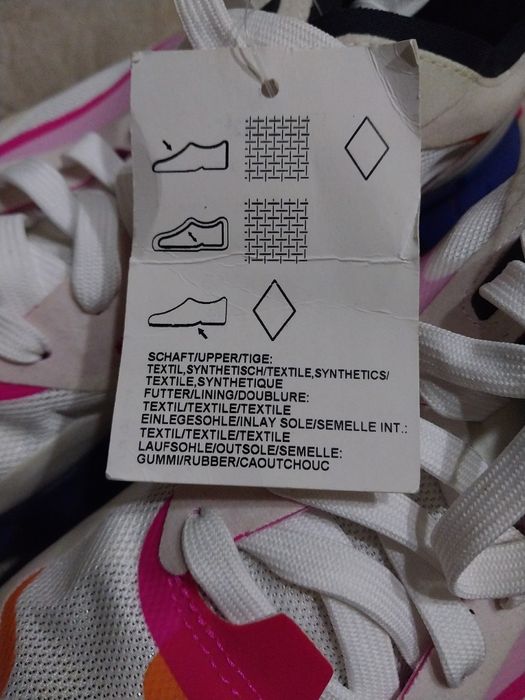 SCHAFT/UPPER/TIGE:
TEXTIL,SYNTHETISCH/TEXTILE,SYNTHETICS/
TEXTILE,SYNTHETIQUE
FUTTER/LINING/DOUBLURE:
TEXTIL/TEXTILE/TEXTILE
EINLEGESOHLE/INLAY SOLE/SEMELLE INT.:
TEXTIL/TEXTILE/TEXTILE
LAUFSOHLE/OUTSOLE/SEMELLE:
GUMMI/RUBBER/CAOUTCHOUC